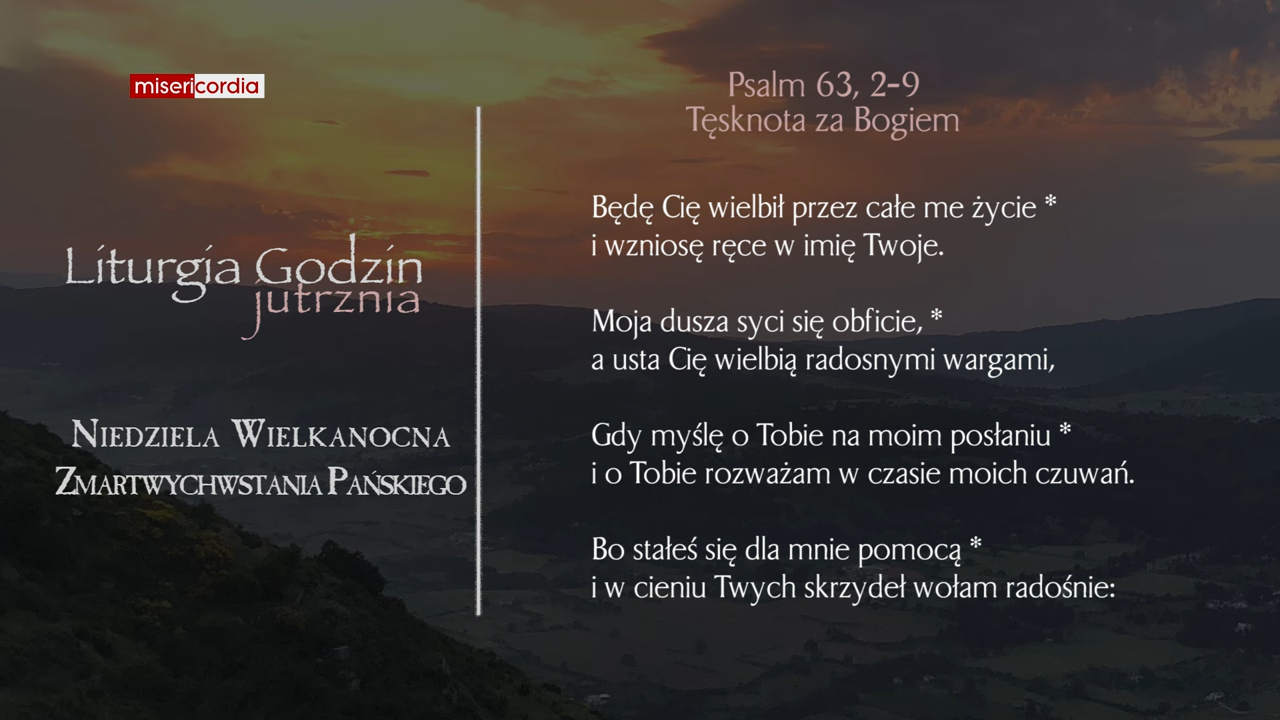 misericordia
Liturgia Godzin
jutrznia
Niedziela Wielkanocna
Zmartwychwstania Pańskiego
Psalm 63, 2-9
Tęsknota za Bogiem
Będę Cię wielbił przez całe me życie *
i wzniosę ręce w imię Twoje.
Moja dusza syci się obficie, *
a usta Cię wielbią radosnymi wargami,
Gdy myślę o Tobie na moim posłaniu *
i o Tobie rozważam w czasie moich czuwań.
Bo stałeś się dla mnie pomocą *
i w cieniu Twych skrzydeł wołam radośnie: